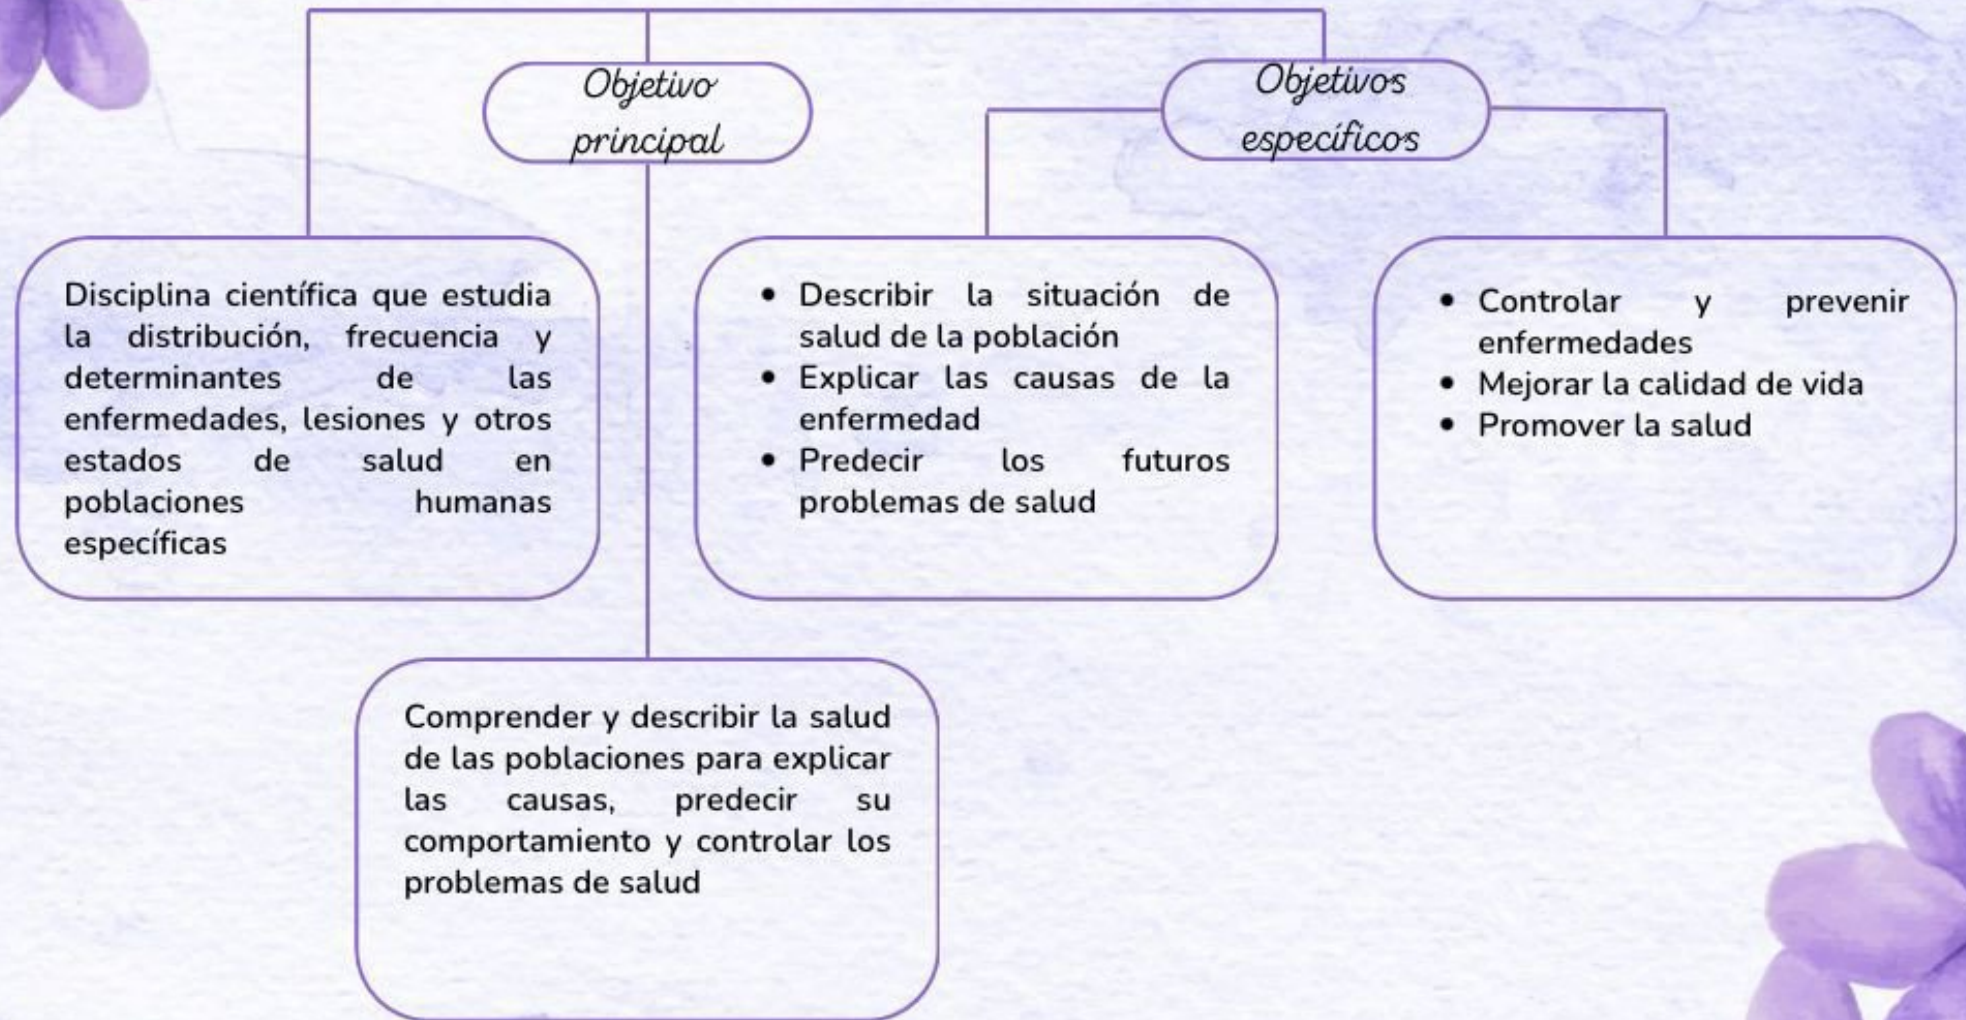 Objetivo
principal
Objetivos
específicos
Disciplina científica que estudia
la distribución, frecuencia y
determinantes de las
enfermedades, lesiones y otros
estados de salud en
poblaciones humanas
específicas
• Describir la situación de
salud de la población
• Explicar las causas de la
enfermedad
• Predecir los futuros
problemas de salud
• Controlar y prevenir
enfermedades
• Mejorar la calidad de vida
• Promover la salud
Comprender y describir la salud
de las poblaciones para explicar
las causas, predecir su
comportamiento y controlar los
problemas de salud